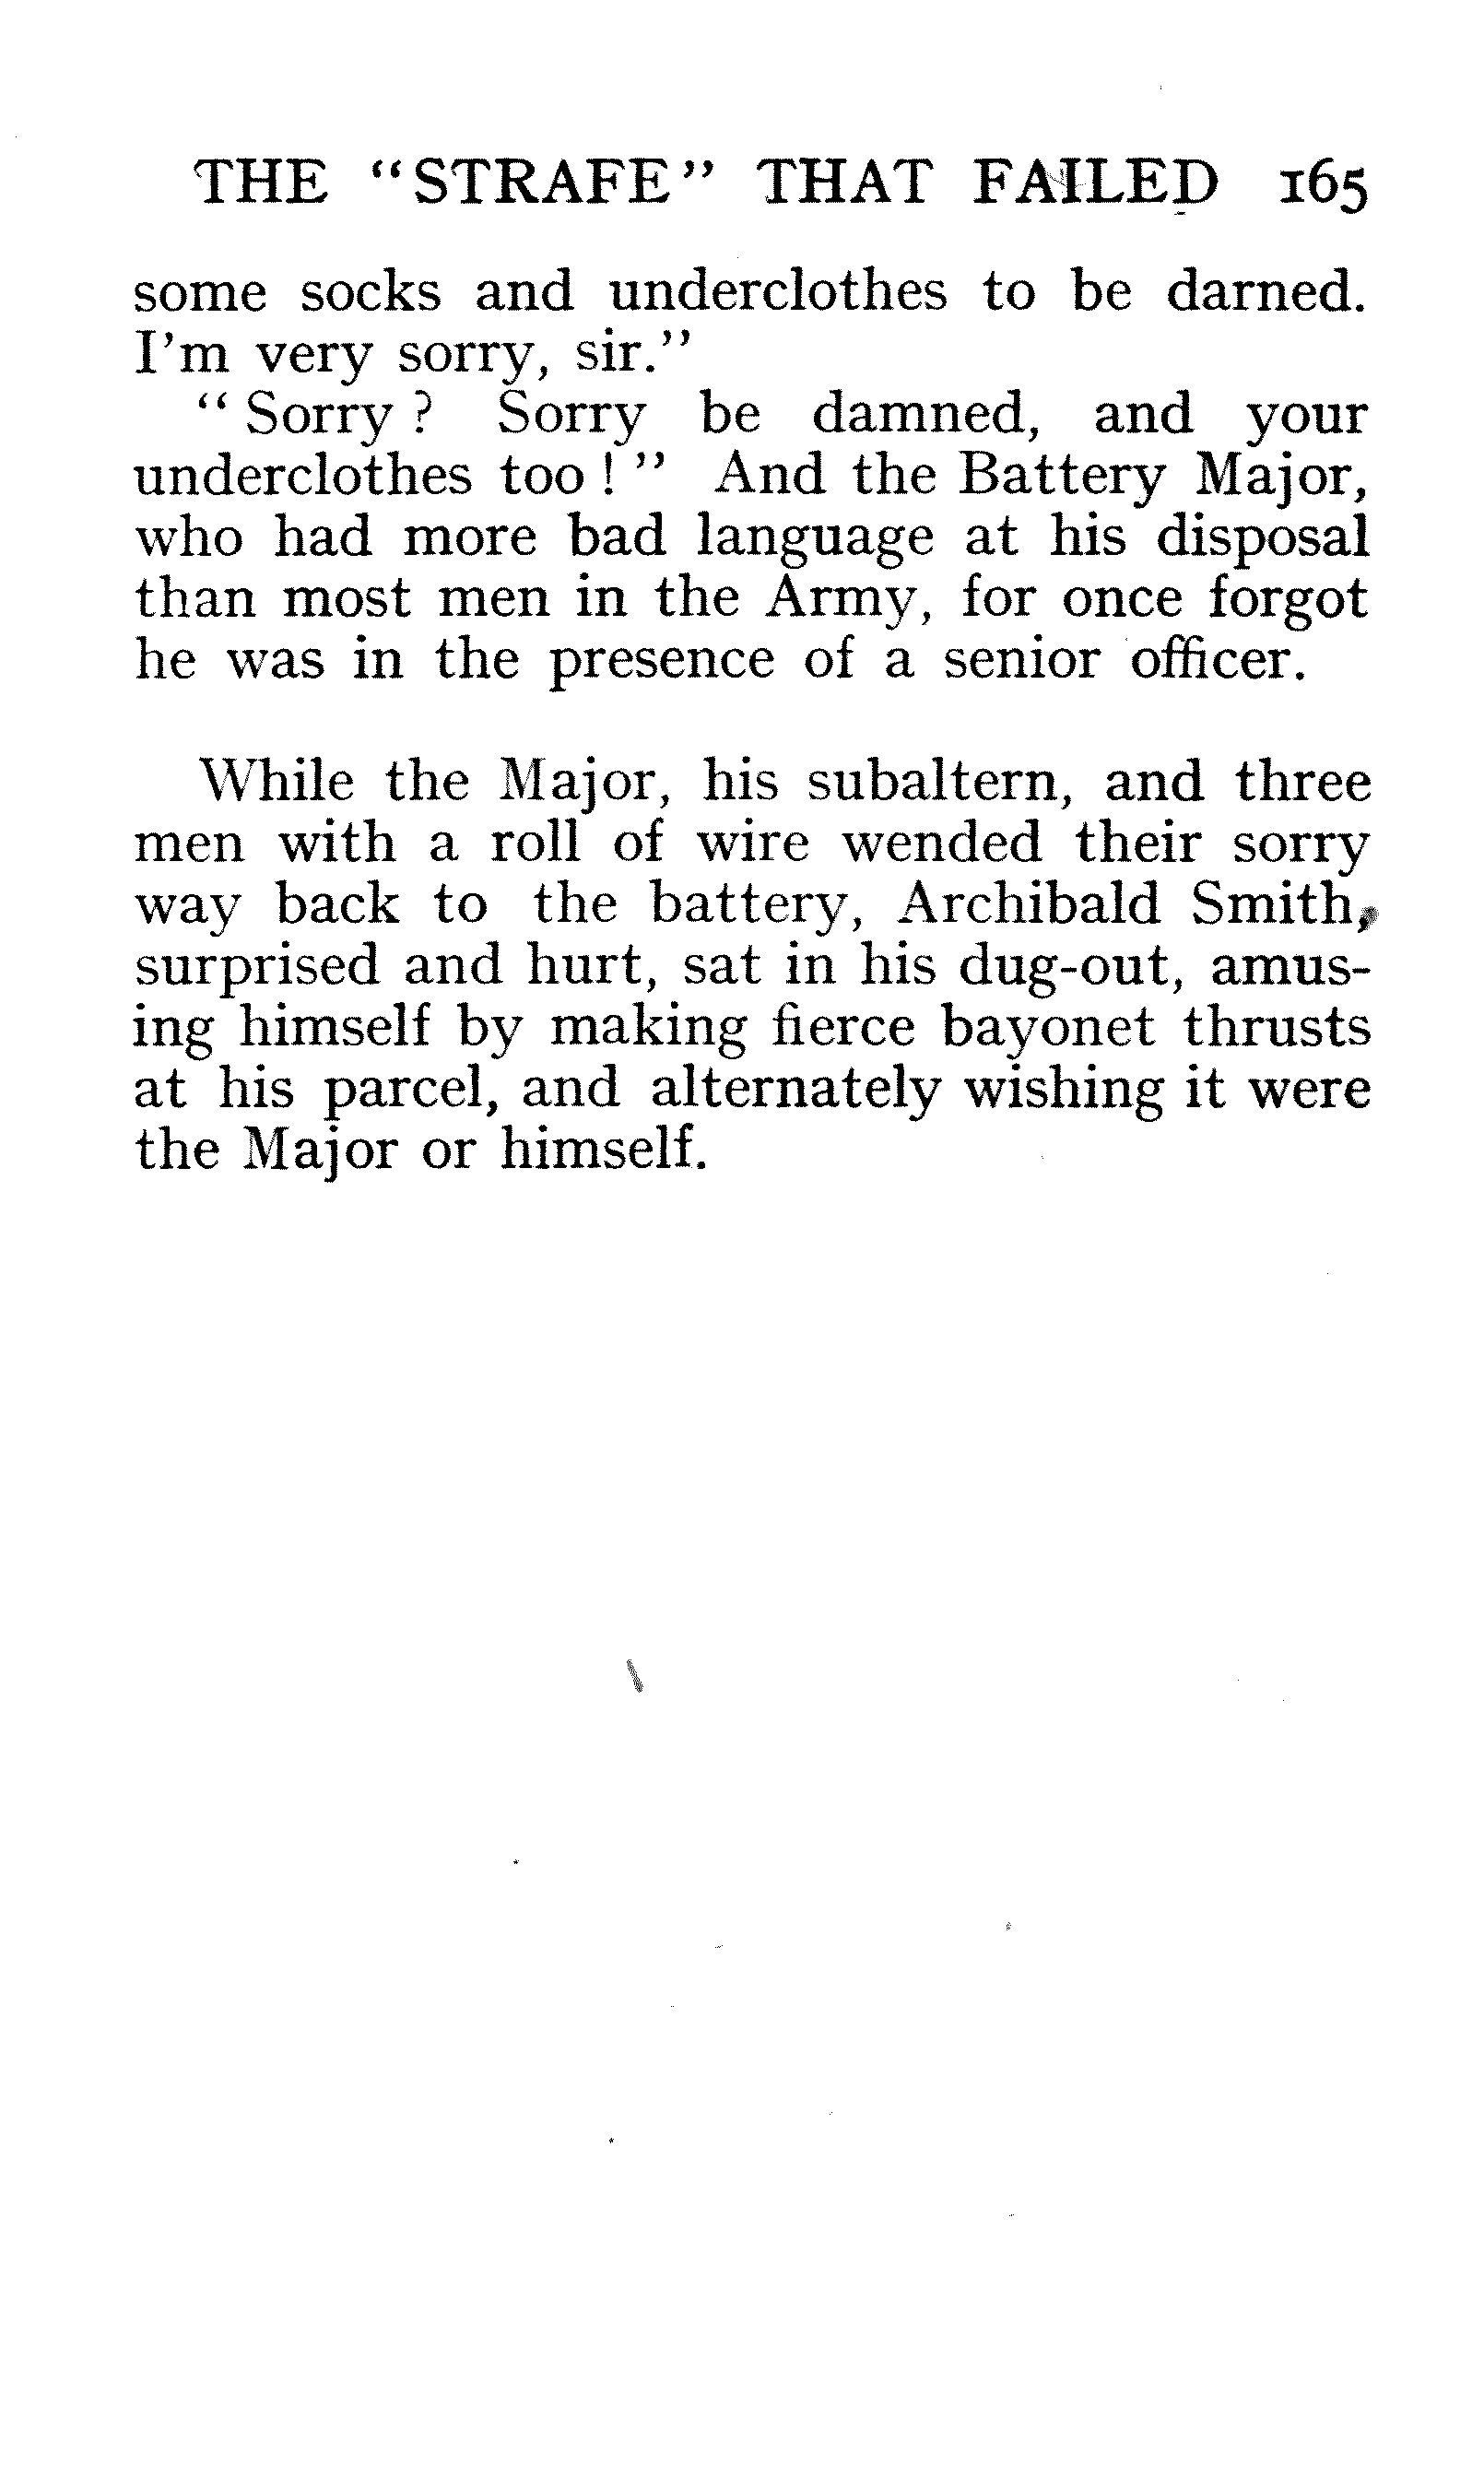 THE "STRAFE" THAT FAILED 165
some socks and underclothes to be darned.
I'm very sorry, sir."
"Sorry ? Sorry be damned, and your
underclothes too ! " And the Battery Major,
who had more bad language at his disposal
than most men in the Army, for once forgot
he was in the presence of a senior officer.
While the Major, his subaltern, and three
men with a roll of wire wended their sorry
way back to the battery, Archibald Smith,
surprised and hurt, sat in his dug-out, amus-
ing himself by making fierce bayonet thrusts
at his parcel, and alternately wishing it were
the Major or himself.